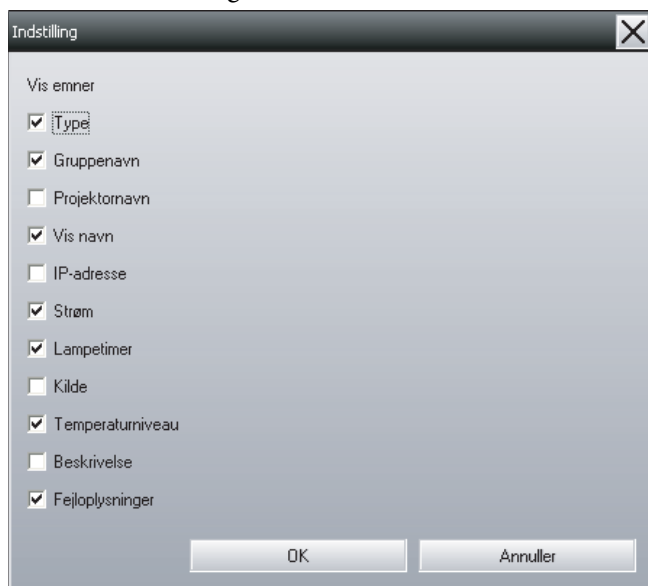 Indstilling
Vis emner
Type
Gruppenavn
Projektornavn
Vis navn
IP-adresse
Strøm
Lampetimer
Kilde
Temperaturniveau
Beskrivelse
Fejloplysninger
OK Annuller